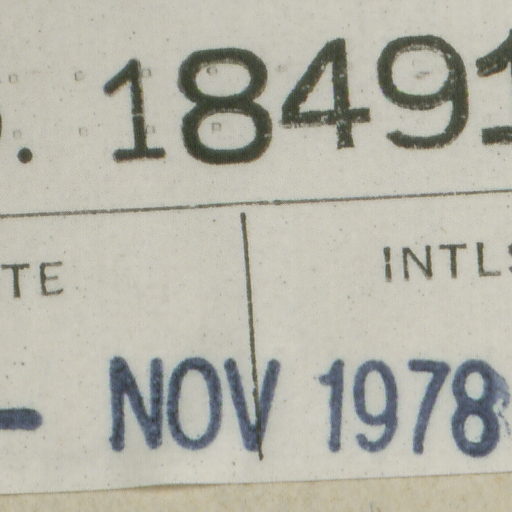 . 18491
TE INTLS
- NOV 1978